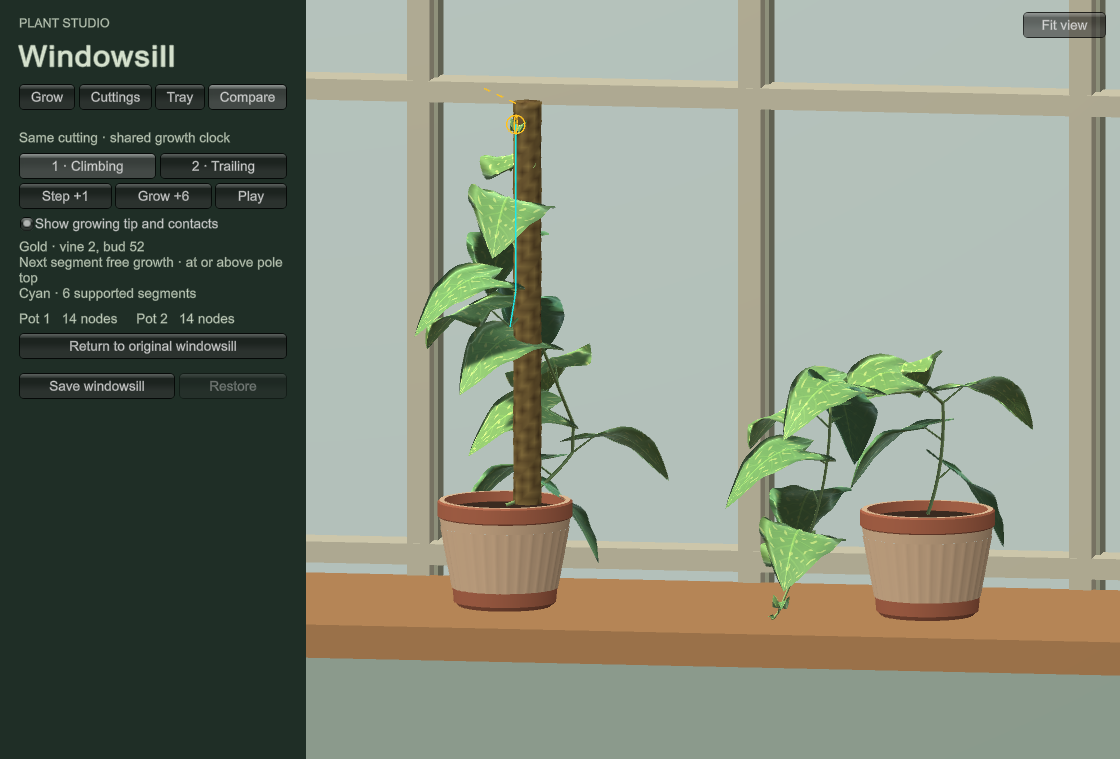 PLANT STUDIO
Windowsill
Grow Cuttings Tray Compare
Fit view
Same cutting · shared growth clock
1 · Climbing 2 · Trailing
Step +1 Grow +6 Play
Show growing tip and contacts
Gold · vine 2, bud 52
Next segment free growth · at or above pole
top
Cyan · 6 supported segments
Pot 1 14 nodes Pot 2 14 nodes
Return to original windowsill
Save windowsill Restore